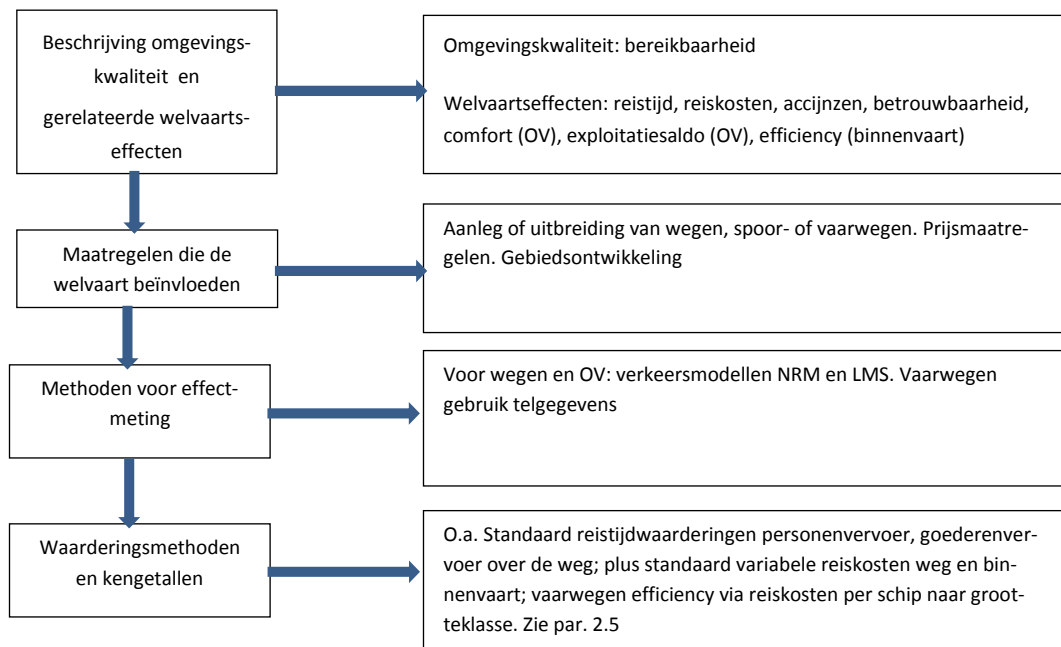 Beschrijving omgevings-
kwaliteit en
gerelateerde welvaarts-
effecten
Omgevingskwaliteit: bereikbaarheid
Welvaartseffecten: reistijd, reiskosten, accijnzen, betrouwbaarheid,
comfort (OV), exploitatiesaldo (OV), efficiency (binnenvaart)
Maatregelen die de
welvaart beïnvloeden
Aanleg of uitbreiding van wegen, spoor- of vaarwegen. Prijsmaatre-
gelen. Gebiedsontwikkeling
Methoden voor effect-
meting
Voor wegen en OV: verkeersmodellen NRM en LMS. Vaarwegen
gebruik telgegevens
Waarderingsmethoden
en kengetallen
O.a. Standaard reistijdwaarderingen personenvervoer, goederenver-
voer over de weg; plus standaard variabele reiskosten weg en bin-
nenvaart; vaarwegen efficiency via reiskosten per schip naar groot-
teklasse. Zie par. 2.5